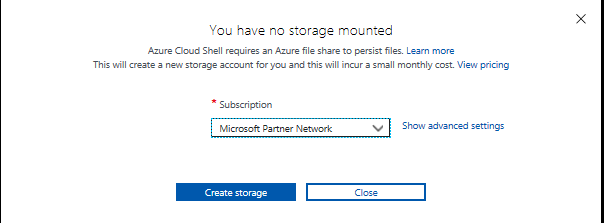 You have no storage mounted
Azure Cloud Shell requires an Azure file share to persist files. Learn more
This will create a new storage account for you and this will incur a small monthly cost. View pricing
* Subscription
Microsoft Partner Network
Show advanced settings
Create storage
Close